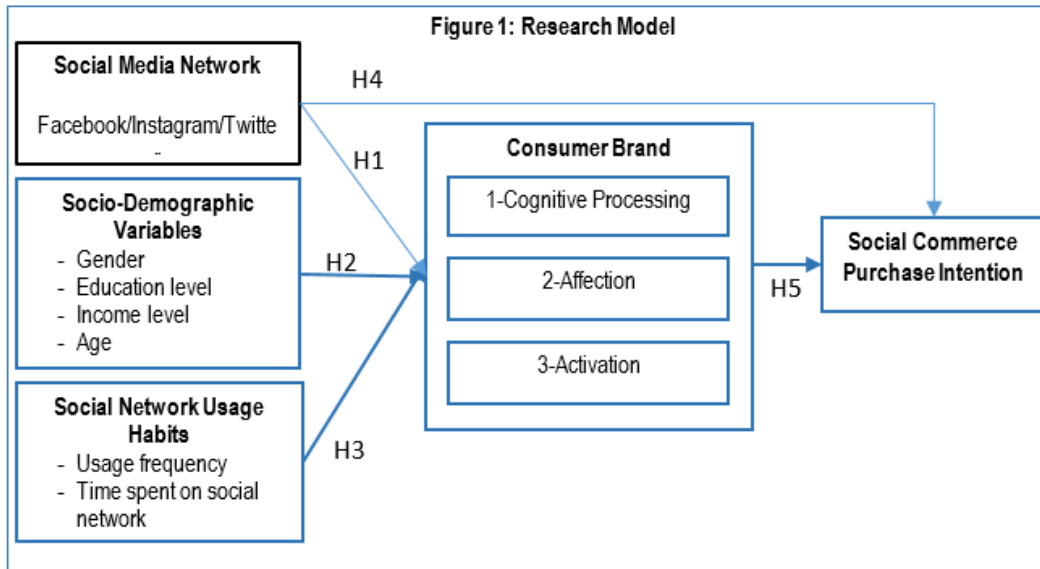 Figure 1: Research Model
Social Media Network
Facebook/Instagram/Twitte
..
H4
H1
Socio-Demographic
Variables
- Gender
- Education level
- Income level
- Age
H2
Social Network Usage
Habits
- Usage frequency
- Time spent on social
network
H3
Consumer Brand
1-Cognitive Processing
2-Affection
3-Activation
H5
Social Commerce
Purchase Intention